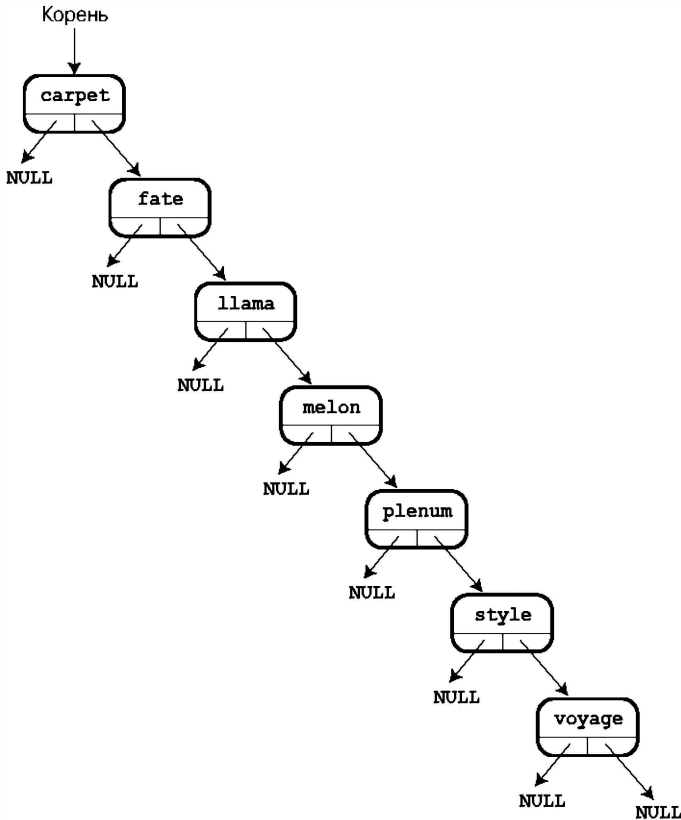 Корень
carpet
NULL
fate
NULL
llama
NULL
melon
NULL
plenum
NULL
style
NULL
voyage
NULL
NULL